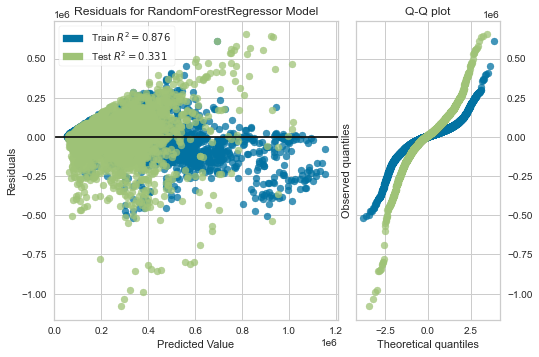 Residuals for RandomForestRegressor Model
Q-Q plot
1e6
1e6
Train R² = 0.876
Test R² = 0.331
0.50
0.25
0.00
−0.25
−0.50
−0.75
−1.00
Residuals
0.0
0.2
0.4
0.6
0.8
1.0
1.2
1e6
Predicted Value
Observed quantiles
0.50
0.25
0.00
−0.25
−0.50
−0.75
−1.00
−2.5
0.0
2.5
Theoretical quantiles